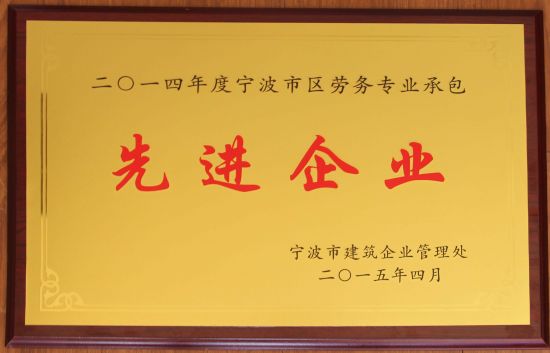 二〇一四年度宁波市区劳务专业承包
先进企业
宁波市建筑企业管理处
二〇一五年四月